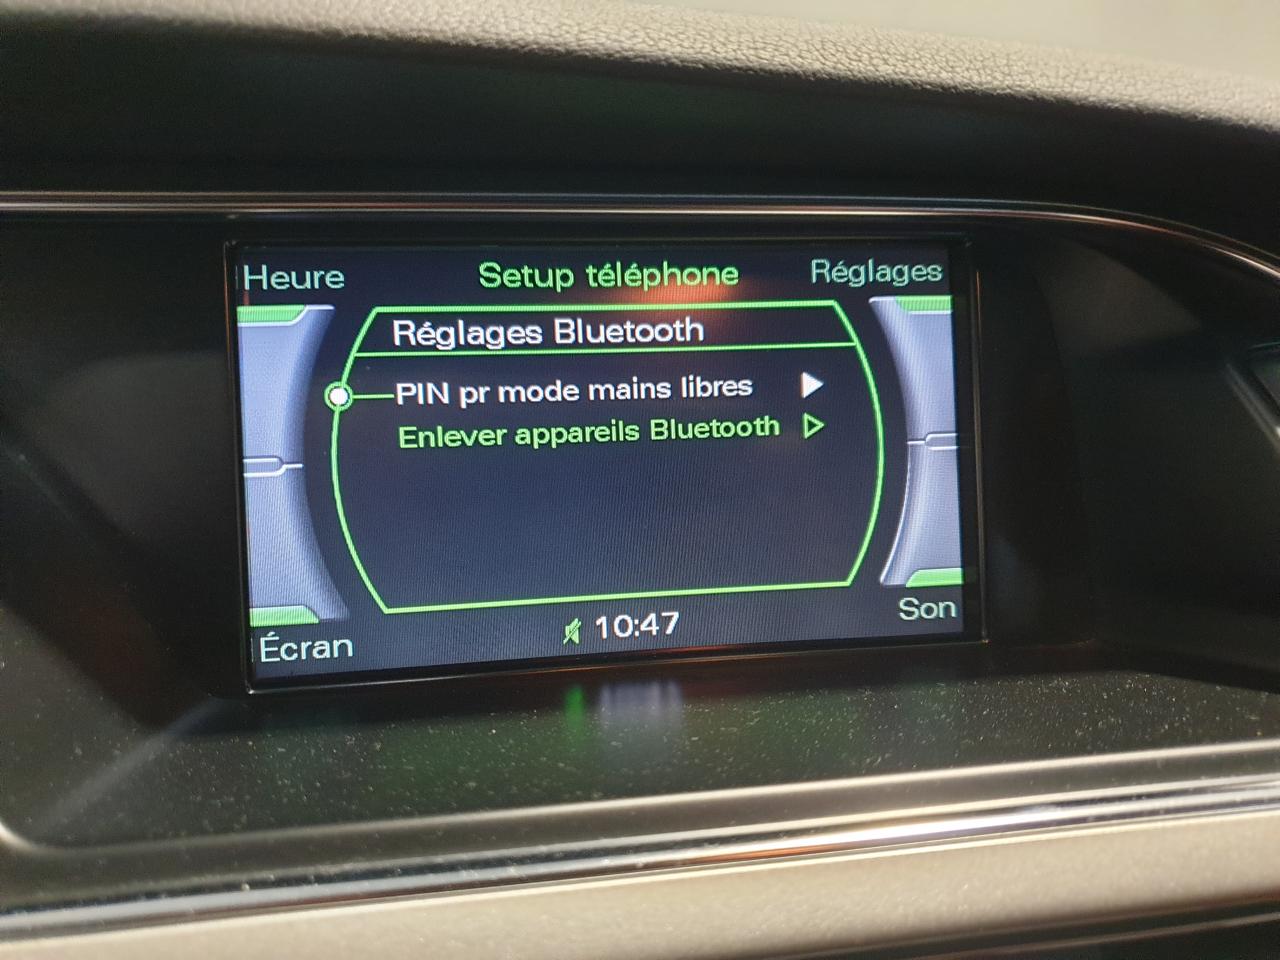 Heure
Setup téléphone
Réglages
Réglages Bluetooth
PIN pr mode mains libres
Enlever appareils Bluetooth
10:47
Son
Écran